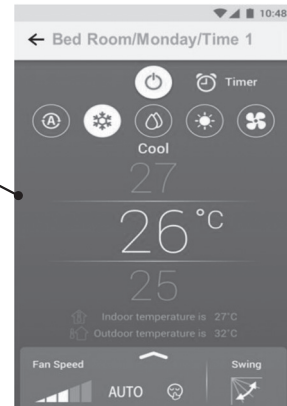 10:48
Bed Room/Monday/Time 1
Timer
A
Cool
27
26°C
25
Indoor temperature is 27°C
Outdoor temperature is 32°C
Fan Speed
Swing
AUTO